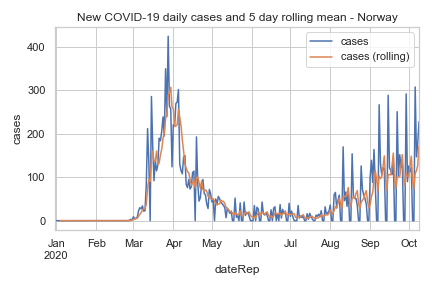 New COVID-19 daily cases and 5 day rolling mean - Norway
cases
cases (rolling)
400
300
200
100
0
cases
Jan Feb Mar Apr May Jun Jul Aug Sep Oct
2020
dateRep